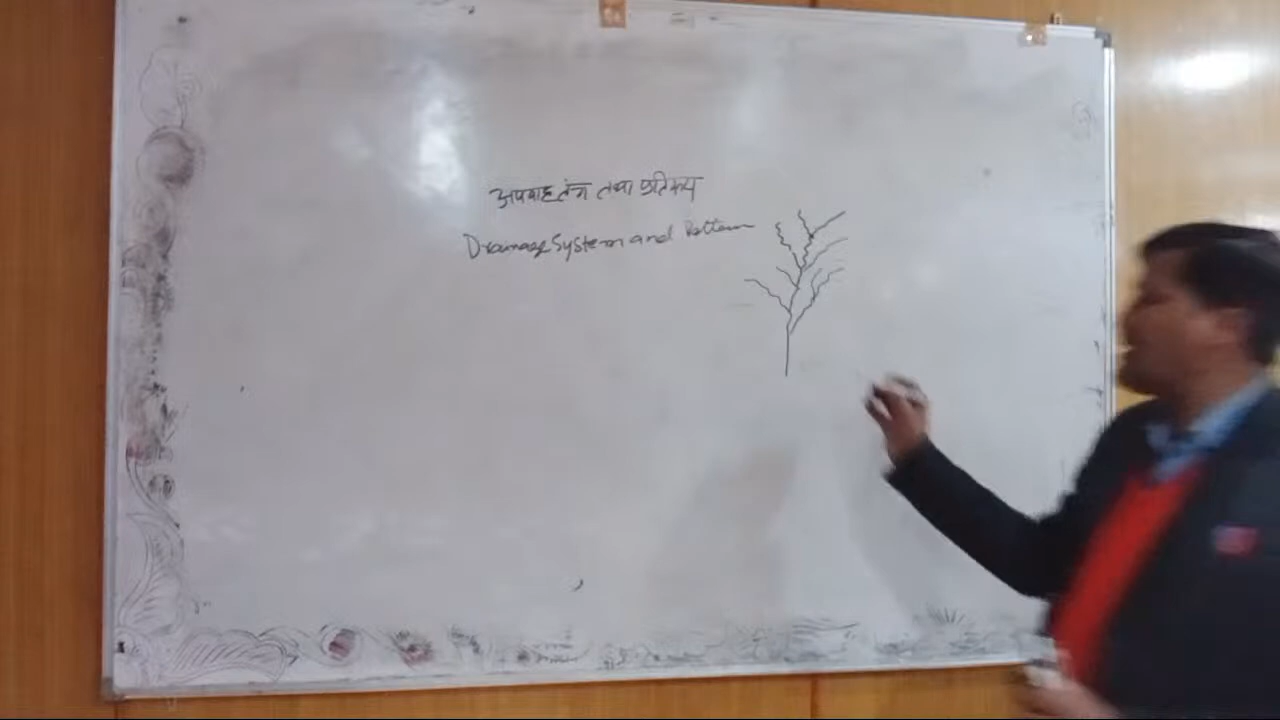 अपवाह तंत्र तथा प्रतिरूप
Drainage System and Pattern